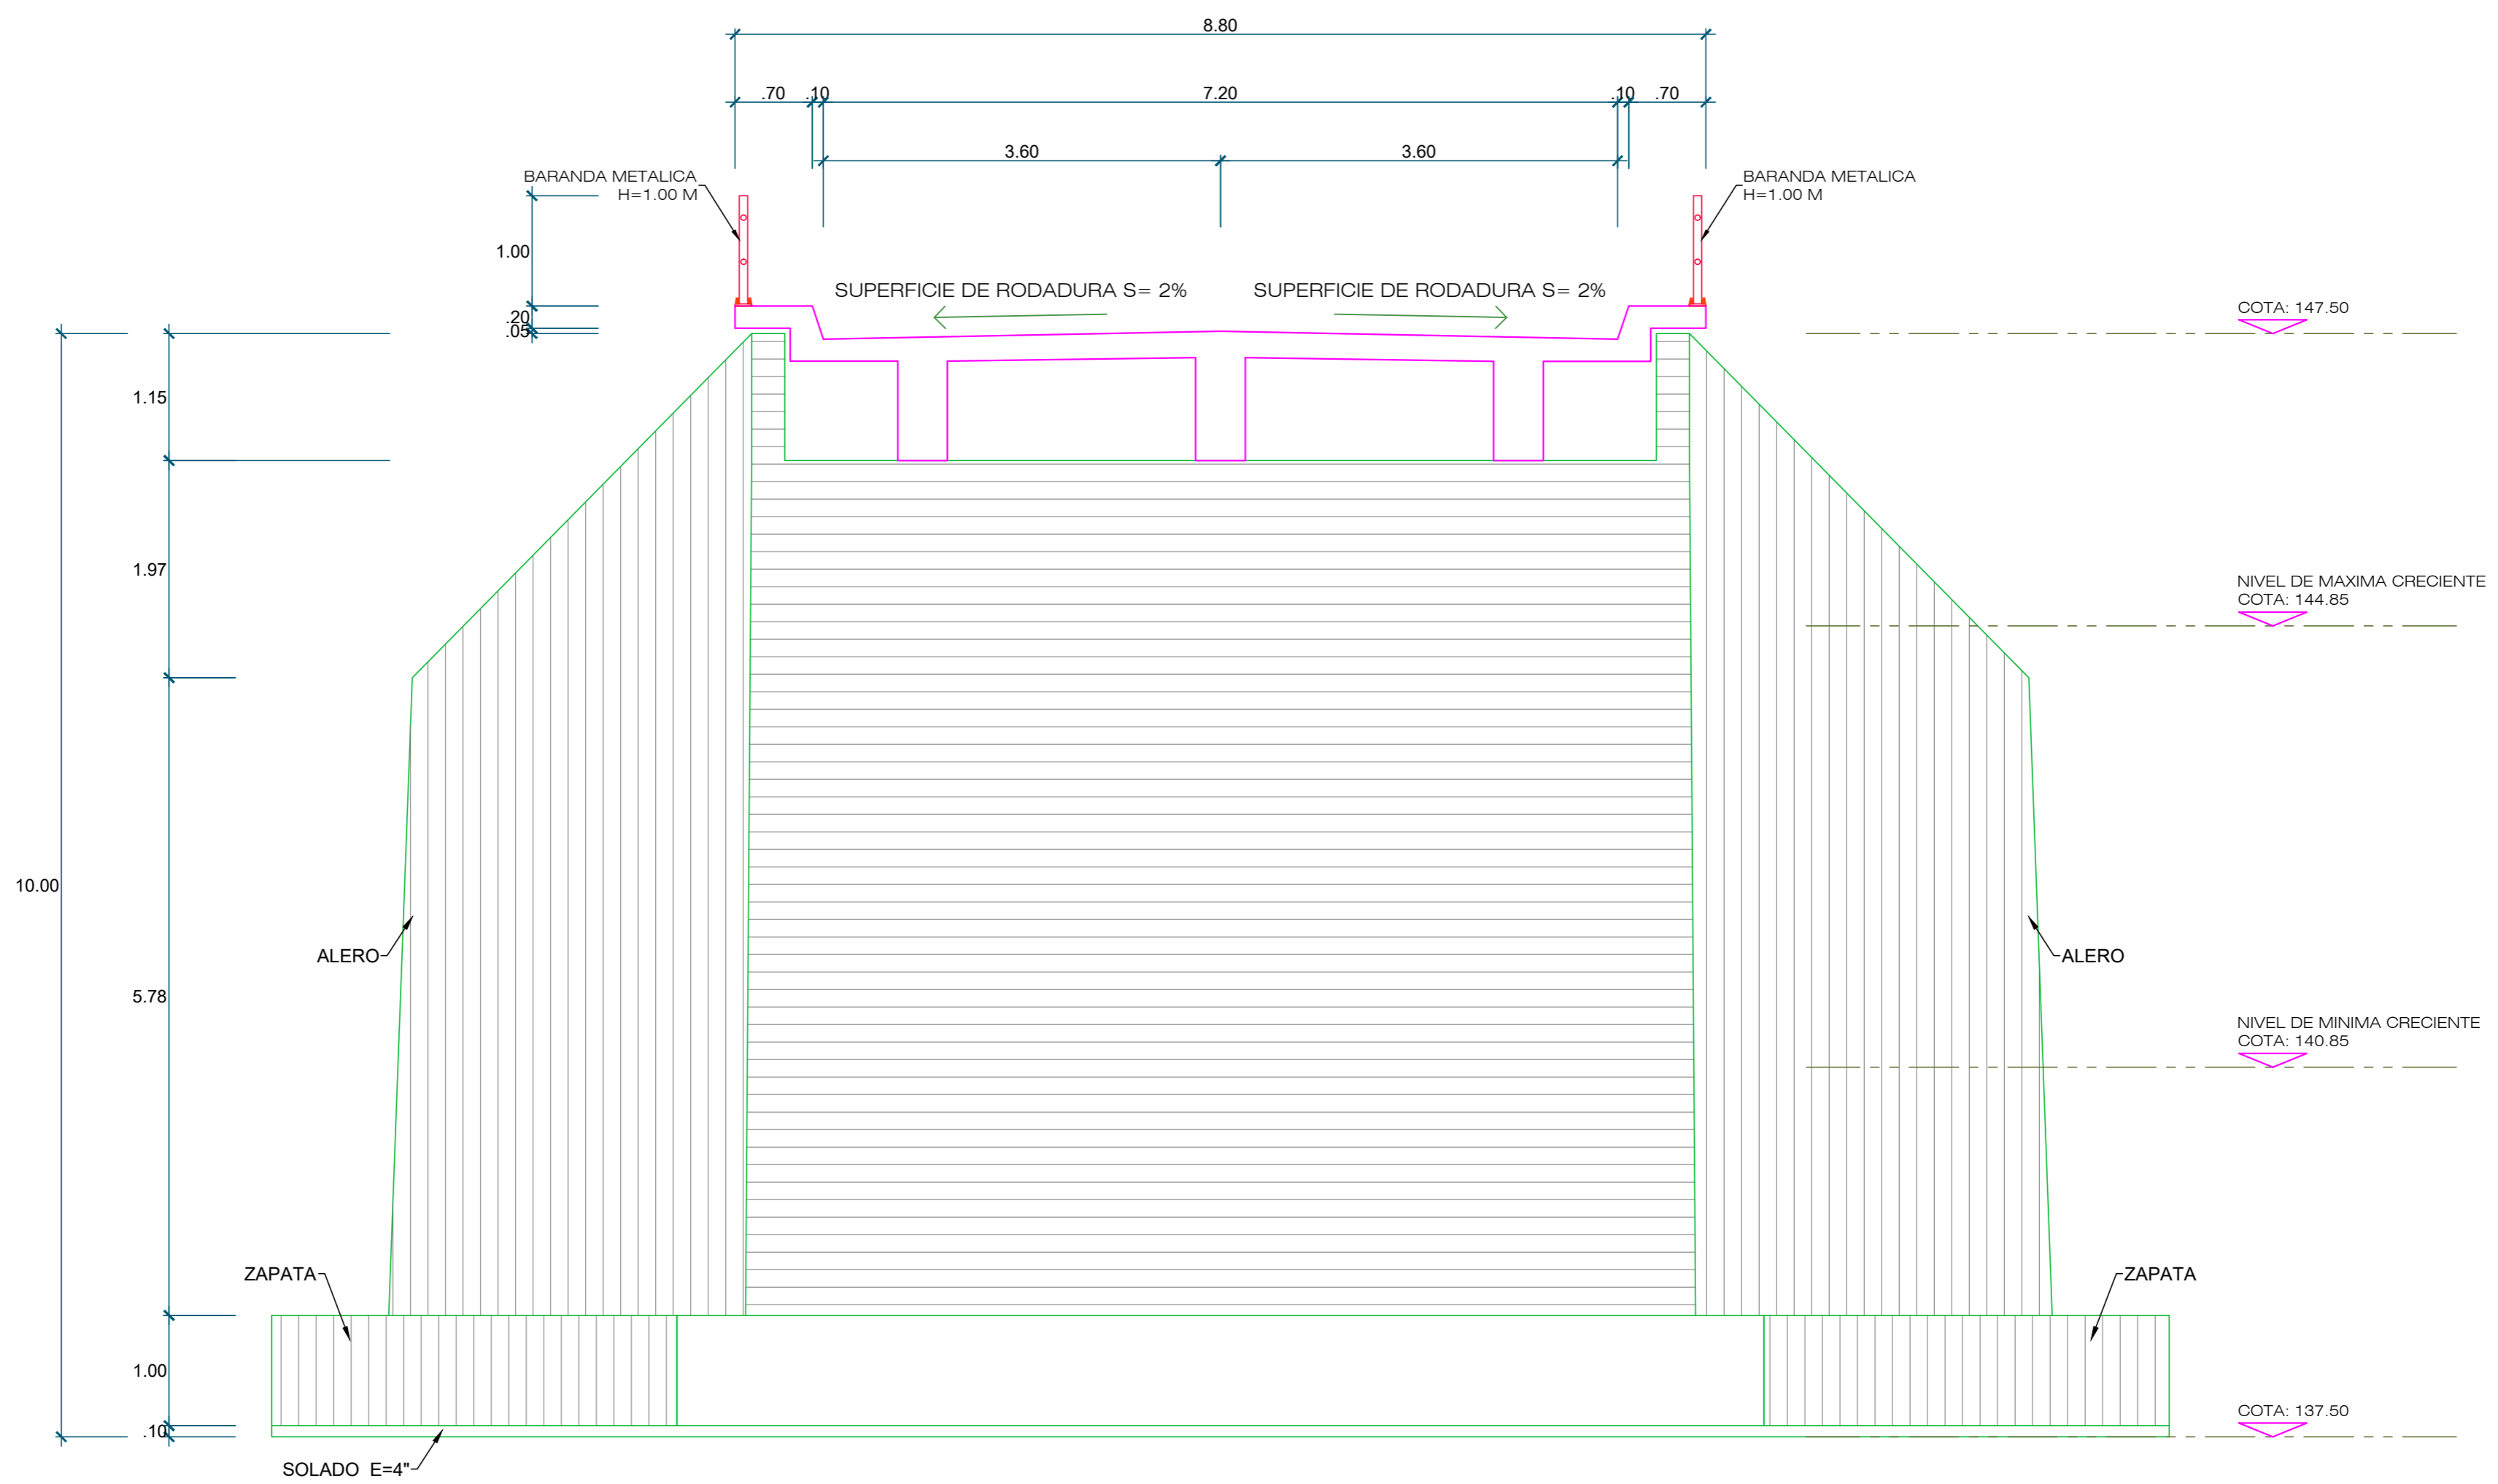 8.80
.70 .10 7.20 .10 .70
3.60 3.60
BARANDA METALICA
H=1.00 M
BARANDA METALICA
H=1.00 M
1.00
.20
.05
SUPERFICIE DE RODADURA S= 2% SUPERFICIE DE RODADURA S= 2%
COTA: 147.50
1.15
1.97
NIVEL DE MAXIMA CRECIENTE
COTA: 144.85
10.00
ALERO
ALERO
5.78
NIVEL DE MINIMA CRECIENTE
COTA: 140.85
ZAPATA
ZAPATA
1.00
COTA: 137.50
.10
SOLADO E=4"